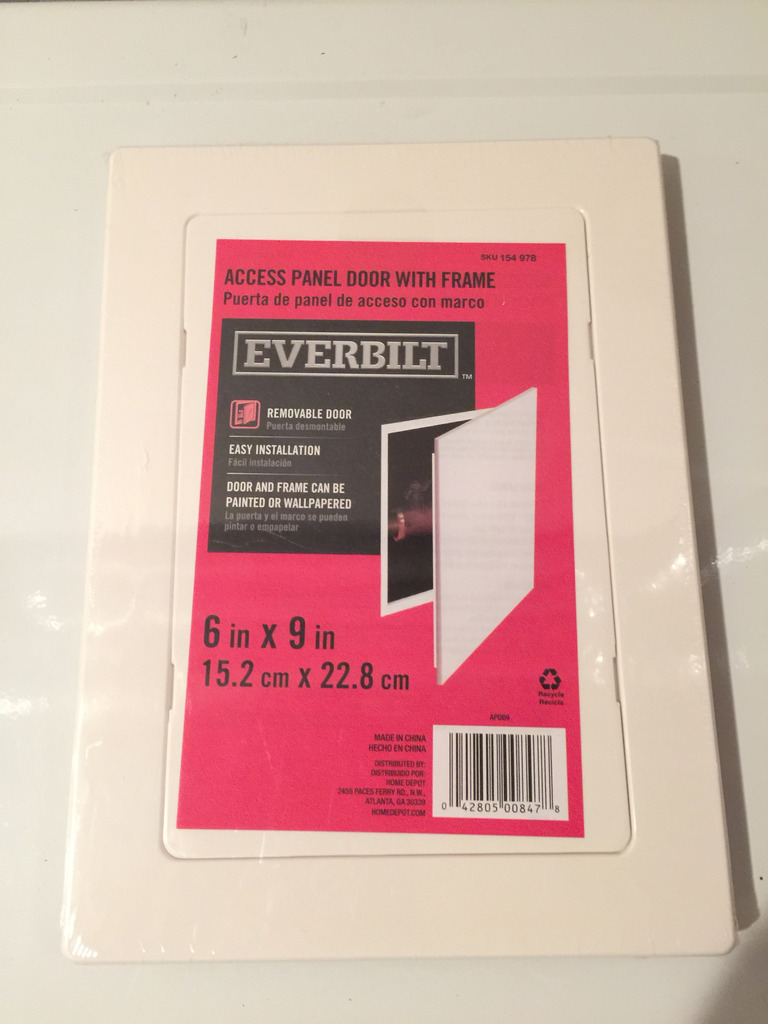 SKU 154 978
ACCESS PANEL DOOR WITH FRAME
Puerta de panel de acceso con marco
EVERBILT
TM
REMOVABLE DOOR
Puerta desmontable
EASY INSTALLATION
Fácil instalación
DOOR AND FRAME CAN BE
PAINTED OR WALLPAPERED
La puerta y el marco se pueden
pintar o empapelar
6 in x 9 in
15.2 cm x 22.8 cm
Recycle
Recicle
APD69
MADE IN CHINA
HECHO EN CHINA
DISTRIBUTED BY:
DISTRIBUIDO POR:
HOME DEPOT
2455 PACES FERRY RD., N.W.,
ATLANTA, GA 30339
HOMEDEPOT.COM
0 42805 00847 8